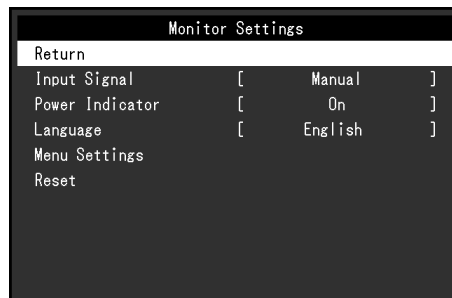 Monitor Settings
Return
Input Signal [ Manual ]
Power Indicator [ On ]
Language [ English ]
Menu Settings
Reset